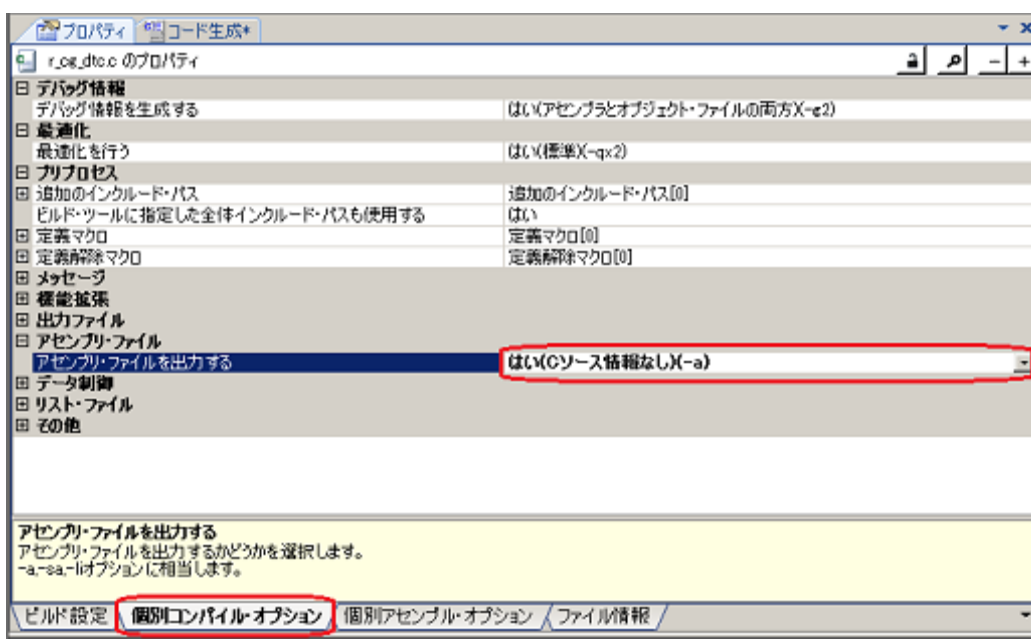 プロパティ コード生成*
r_cg_dtc.c のプロパティ
デバッグ情報
デバッグ情報を生成する はい(アセンブラとオブジェクト・ファイルの両方)(-g2)
最適化
最適化を行う はい(標準)(-qx2)
プリプロセス
追加のインクルード・パス 追加のインクルード・パス[0]
ビルド・ツールに指定した全体インクルード・パスも使用する はい
定義マクロ 定義マクロ[0]
定義解除マクロ 定義解除マクロ[0]
メッセージ
機能拡張
出力ファイル
アセンブリ・ファイル
アセンブリ・ファイルを出力する はい(Cソース情報なし)(-a)
データ制御
リスト・ファイル
その他
アセンブリ・ファイルを出力する
アセンブリ・ファイルを出力するかどうかを選択します。
-a,-sa,-liオプションに相当します。
ビルド設定 個別コンパイル・オプション 個別アセンブル・オプション ファイル情報